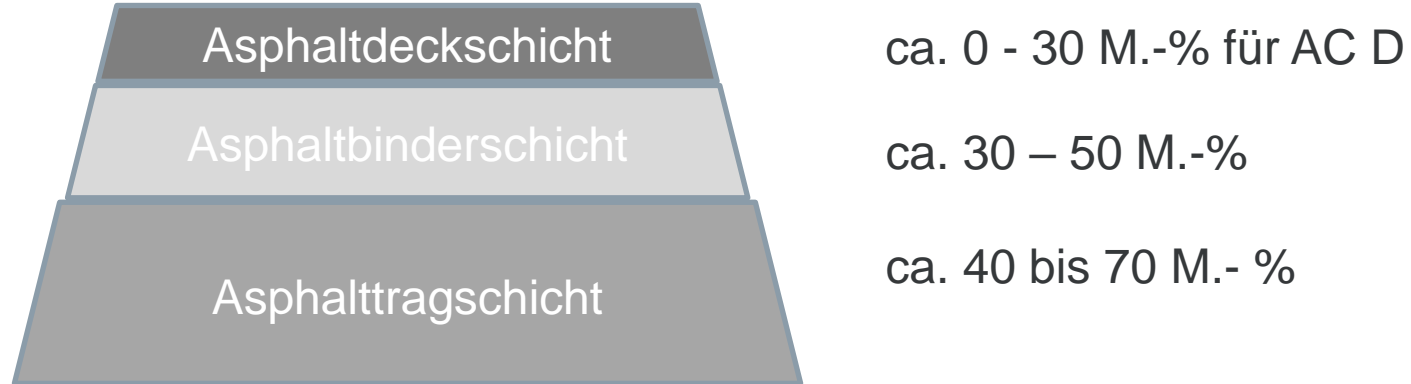 Asphaltdeckschicht
ca. 0 - 30 M.-% für AC D
Asphaltbinderschicht
ca. 30 – 50 M.-%
Asphalttragschicht
ca. 40 bis 70 M.- %